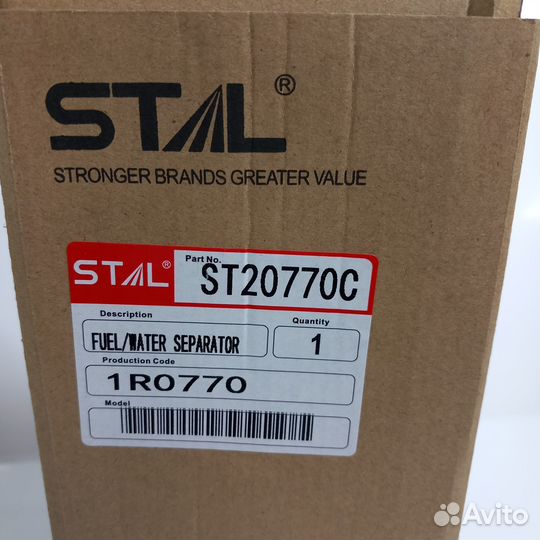 STAL®
STRONGER BRANDS GREATER VALUE
STAL®
Part No.
ST20770C
Description
Quantity
FUEL/WATER SEPARATOR
1
Production Code
1R0770
Model
Avito